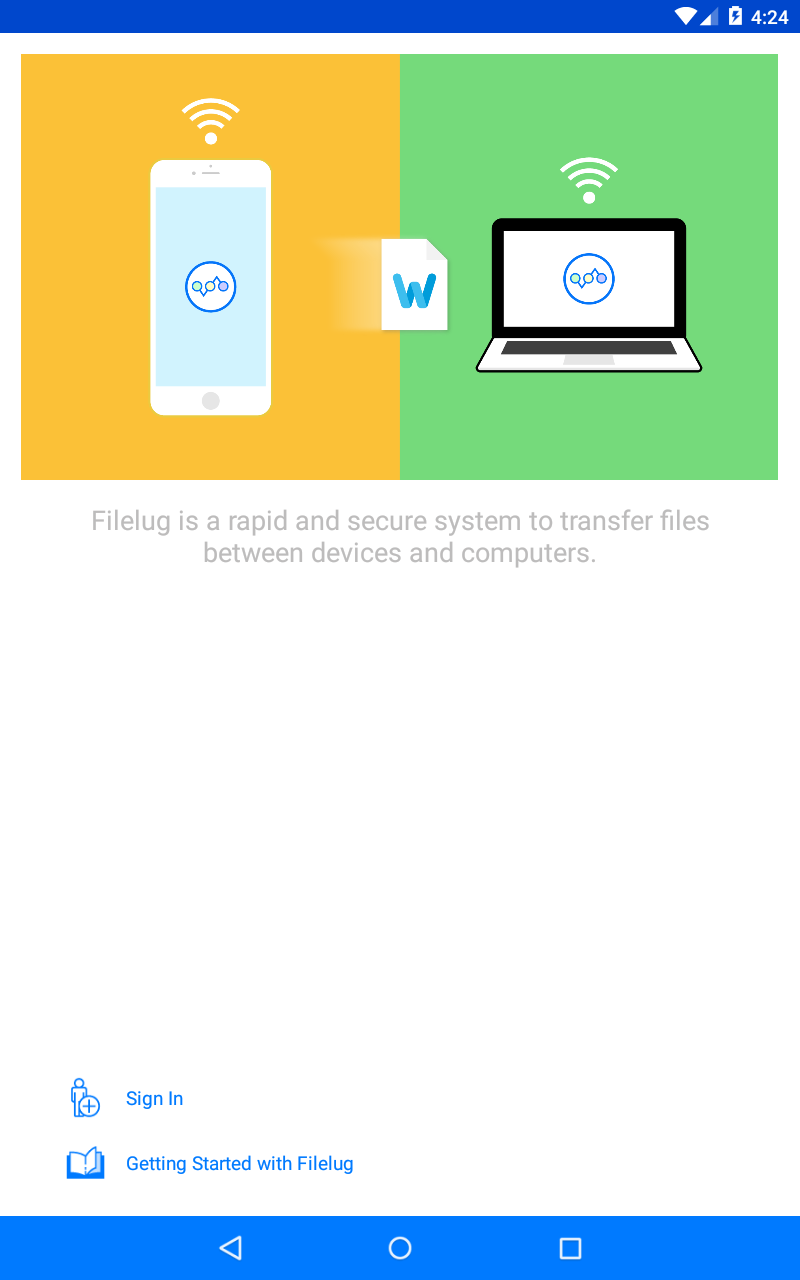 4:24
W
Filelug is a rapid and secure system to transfer files
between devices and computers.
Sign In
Getting Started with Filelug